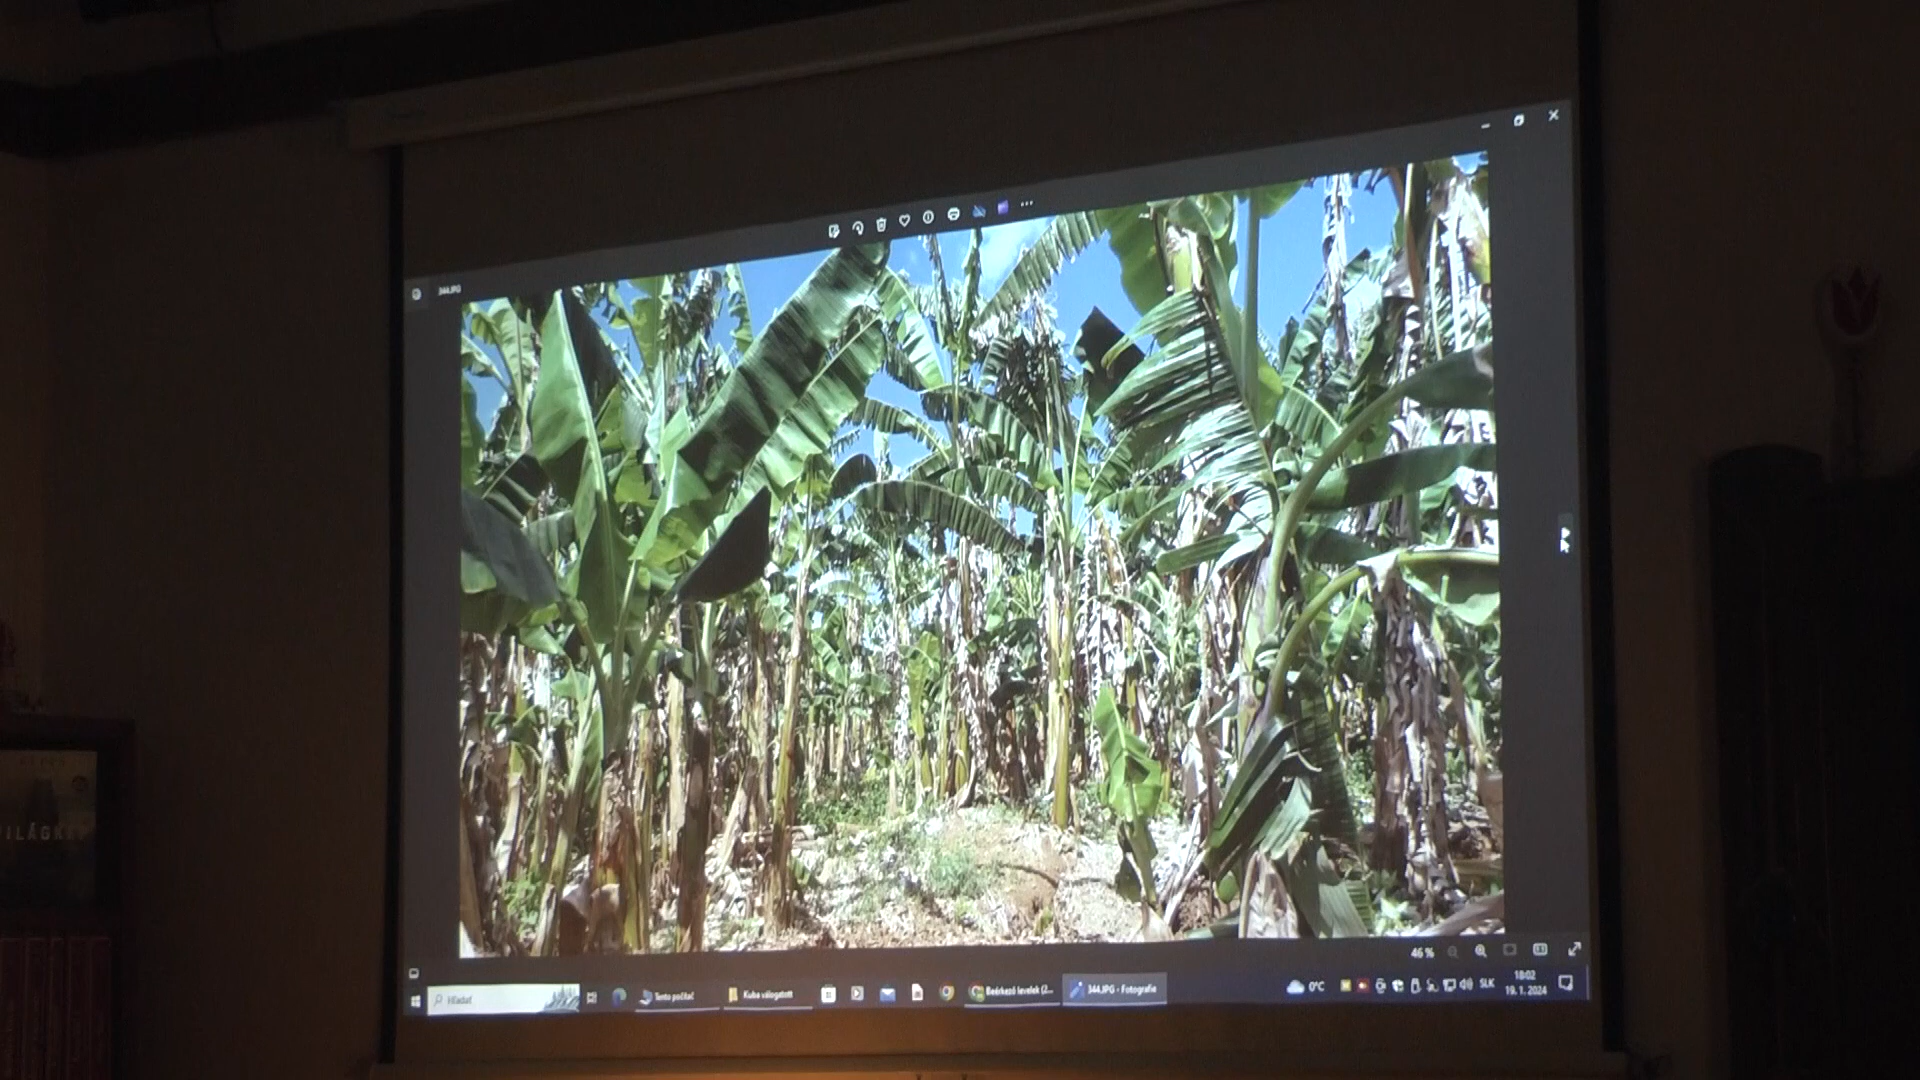 344.JPG
46 %
Hľadať
Tento počítač
Kuba válogatott
Beérkező levelek (2...
344.JPG - Fotografie
0°C
SLK
18:02
19. 1. 2024